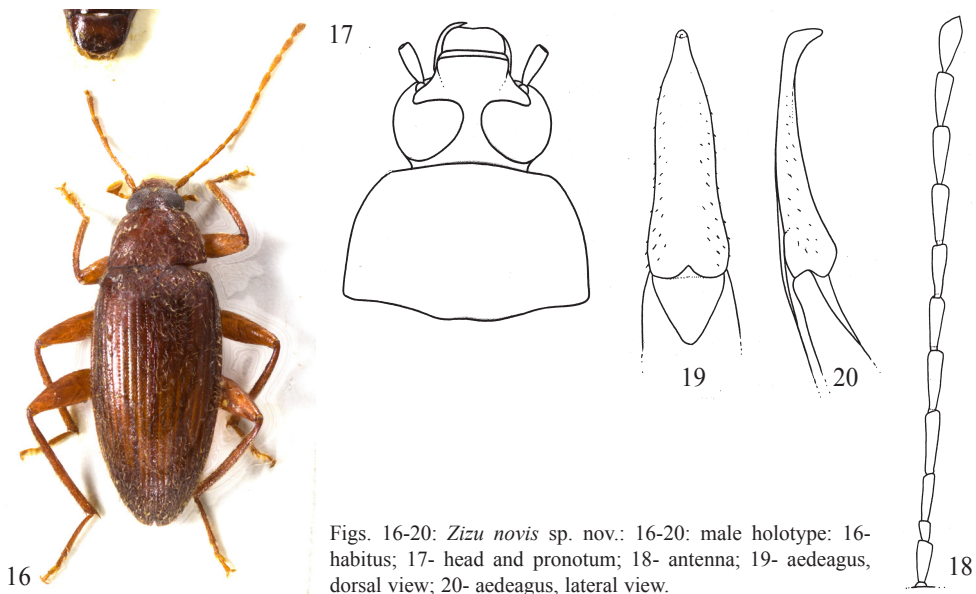 17
19
20
16
18
Figs. 16-20: Zizu novis sp. nov.: 16-20: male holotype: 16-
habitus; 17- head and pronotum; 18- antenna; 19- aedeagus,
dorsal view; 20- aedeagus, lateral view.